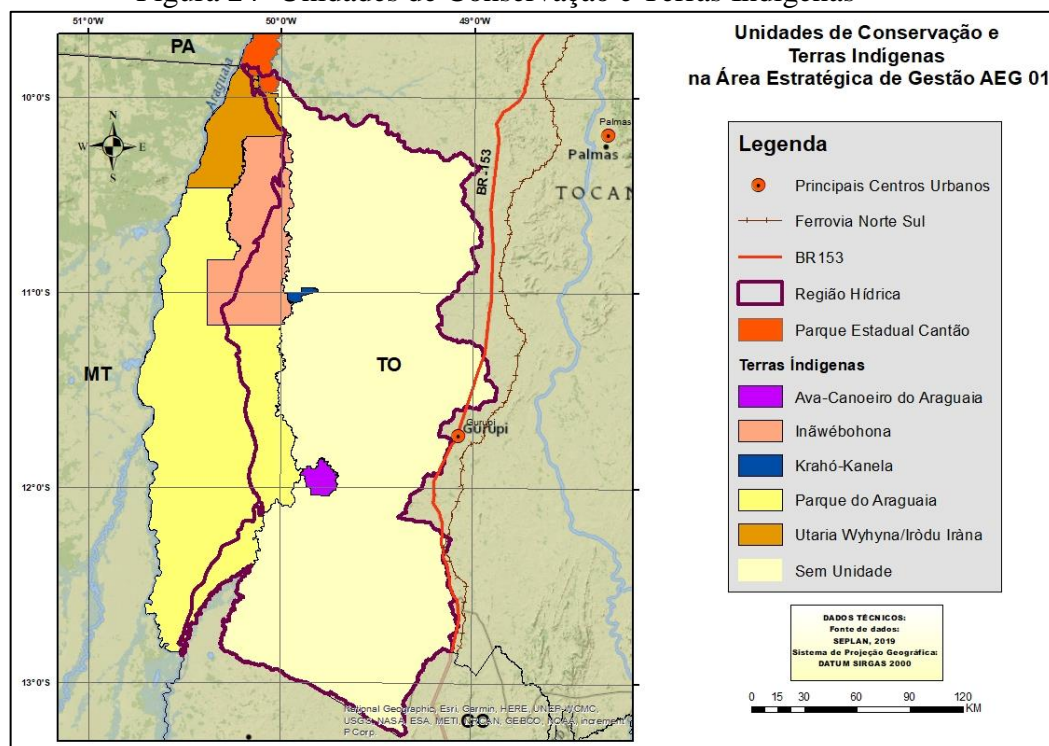 Figura 24- Unidades de Conservação e Terras Indígenas
51°0'W
50°0'W
49°0'W
PA
Araguaia
10°0'S
N
W
E
S
BR-153
Palmas
Palmas
TOCAN
11°0'S
MT
TO
Gurupi
Gurupi
12°0'S
13°0'S
GO
National Geographic, Esri, Garmin, HERE, UNEP-WCMC,
USGS, NASA, ESA, METI, NRCAN, GEBCO, NOAA, increment
P Corp.
Unidades de Conservação e
Terras Indígenas
na Área Estratégica de Gestão AEG 01
Legenda
Principais Centros Urbanos
Ferrovia Norte Sul
BR153
Região Hídrica
Parque Estadual Cantão
Terras Índígenas
Ava-Canoeiro do Araguaia
Inãwébohona
Krahó-Kanela
Parque do Araguaia
Utaria Wyhyna/Iròdu Iràna
Sem Unidade
DADOS TÉCNICOS:
Fonte de dados:
SEPLAN, 2019
Sistema de Projeção Geográfica:
DATUM SIRGAS 2000
0 15 30 60 90 120
KM